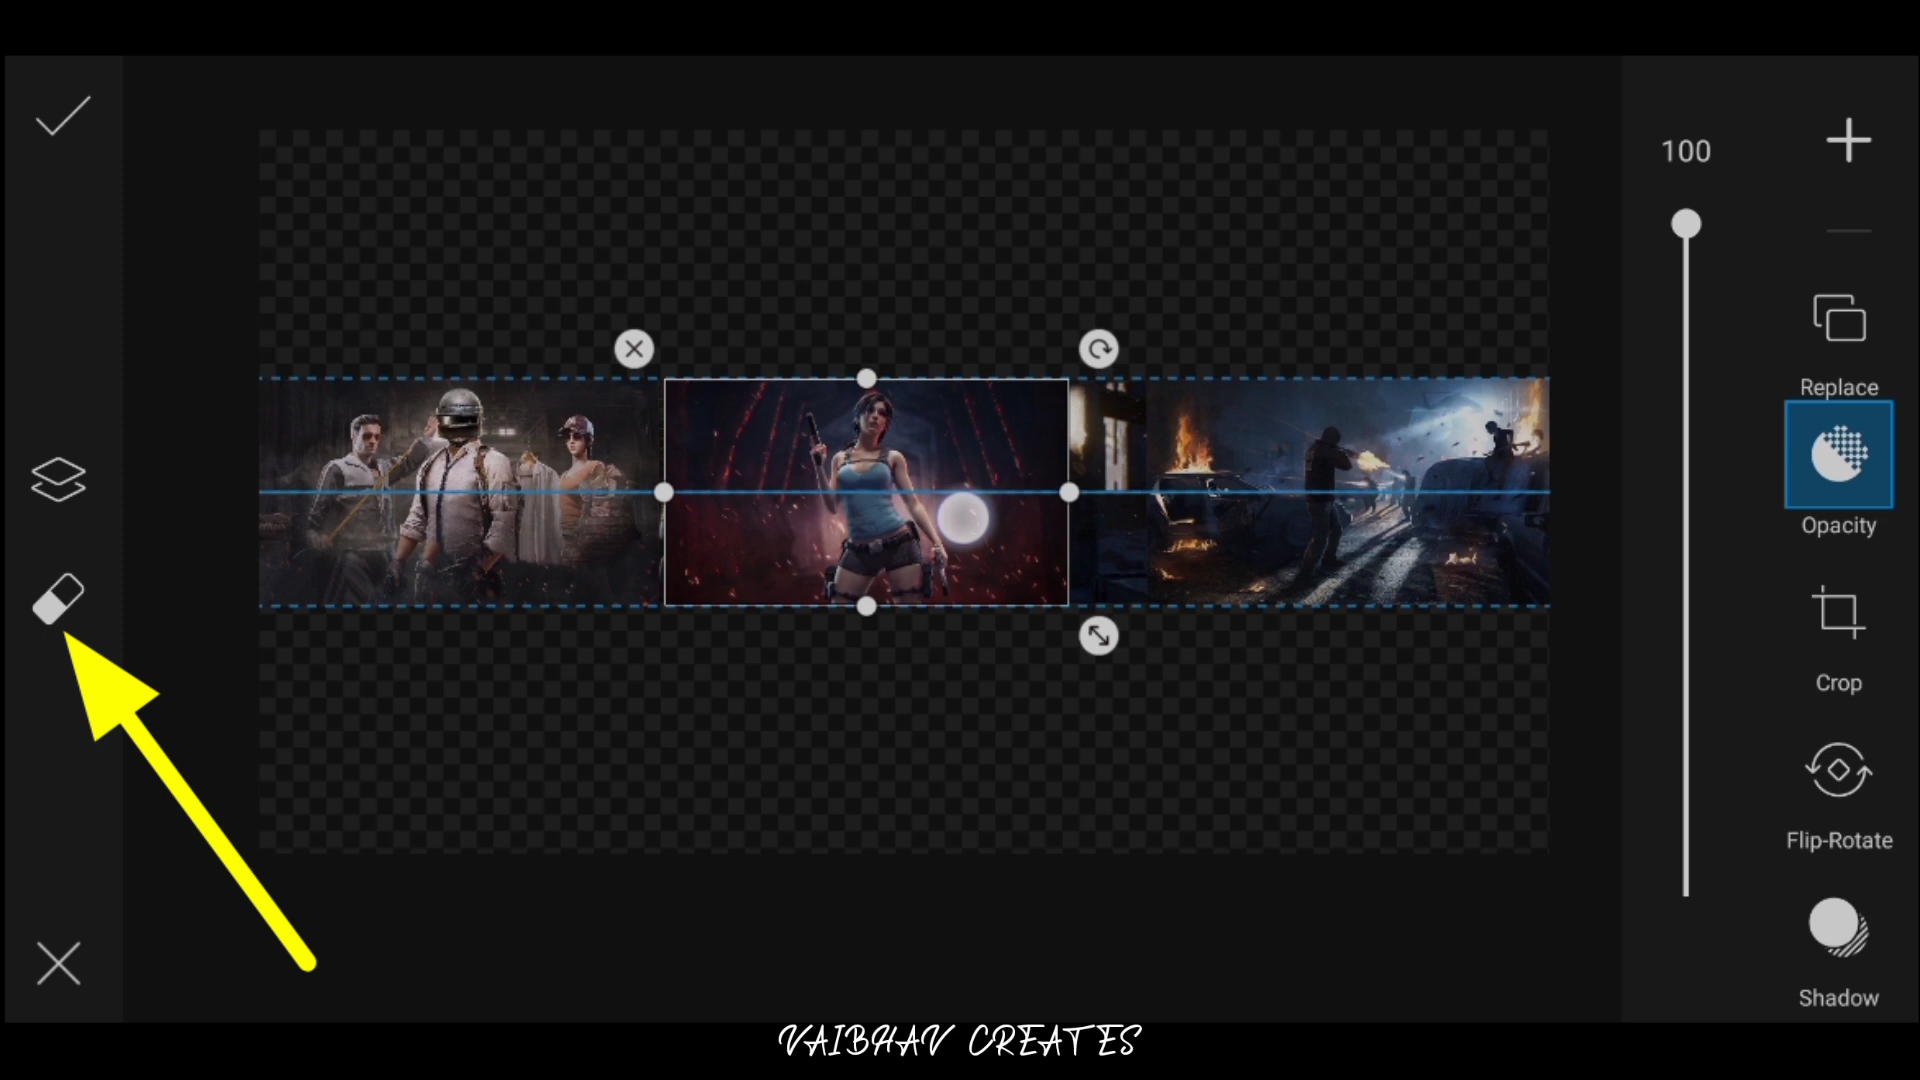 100
Replace
Opacity
Crop
Flip-Rotate
Shadow
VAIBHAV CREATES